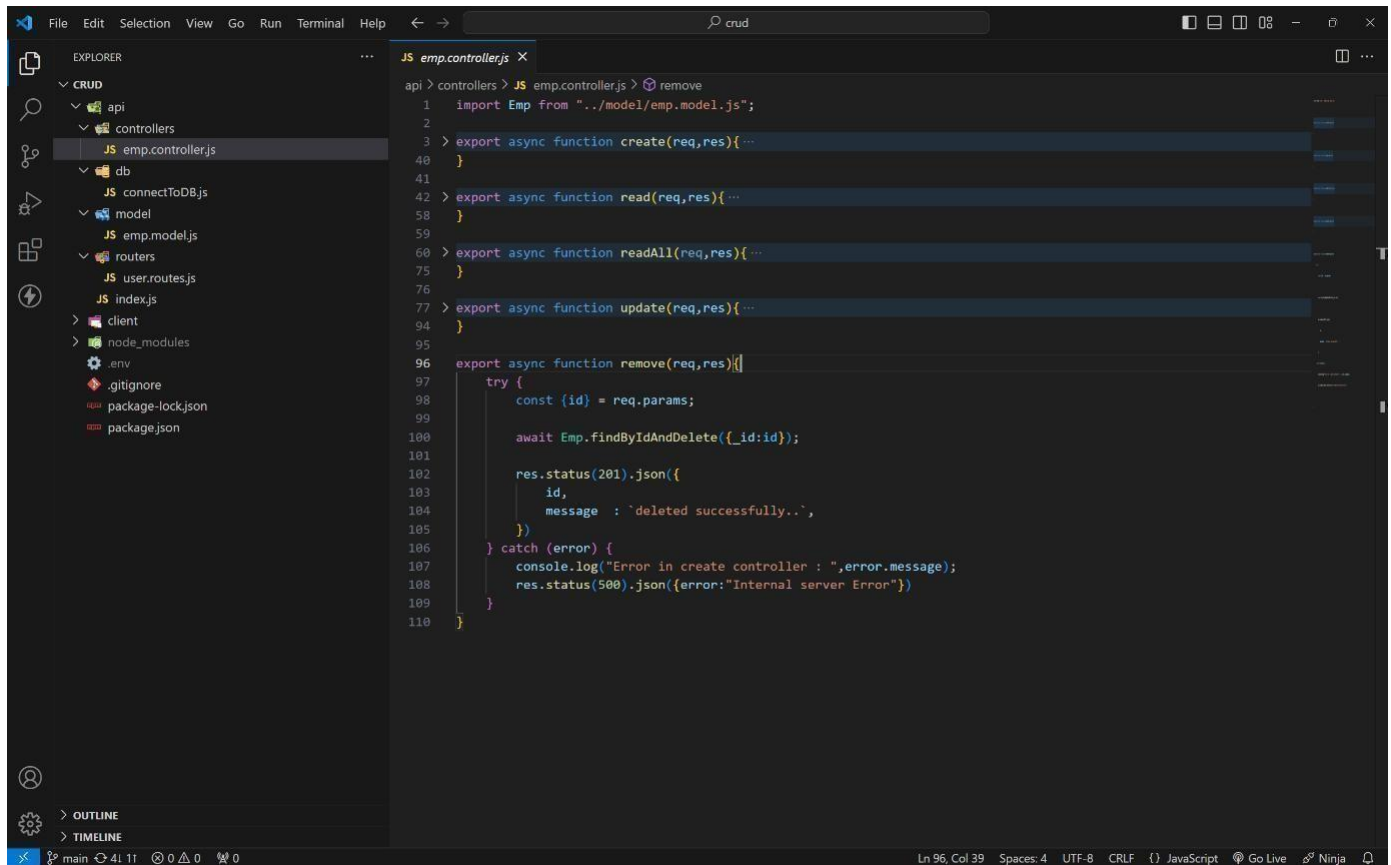 File Edit Selection View Go Run Terminal Help
crud
EXPLORER
CRUD
api
controllers
JS emp.controller.js
db
JS connectToDB.js
model
JS emp.model.js
routers
JS user.routes.js
JS index.js
client
node_modules
.env
.gitignore
package-lock.json
package.json
OUTLINE
TIMELINE
JS emp.controller.js
api > controllers > JS emp.controller.js > remove
1 import Emp from "../model/emp.model.js";
2
3 > export async function create(req,res){ ···
40 }
41
42 > export async function read(req,res){ ···
58 }
59
60 > export async function readAll(req,res){ ···
75 }
76
77 > export async function update(req,res){ ···
94 }
95
96 export async function remove(req,res){
97 try {
98 const {id} = req.params;
99
100 await Emp.findByIdAndDelete({_id:id});
101
102 res.status(201).json({
103 id,
104 message : `deleted successfully..`,
105 })
106 } catch (error) {
107 console.log("Error in create controller : ",error.message);
108 res.status(500).json({error:"Internal server Error"})
109 }
110 }
main 4↓ 1↑ 0 0 0 Ln 96, Col 39 Spaces: 4 UTF-8 CRLF {} JavaScript Go Live Ninja